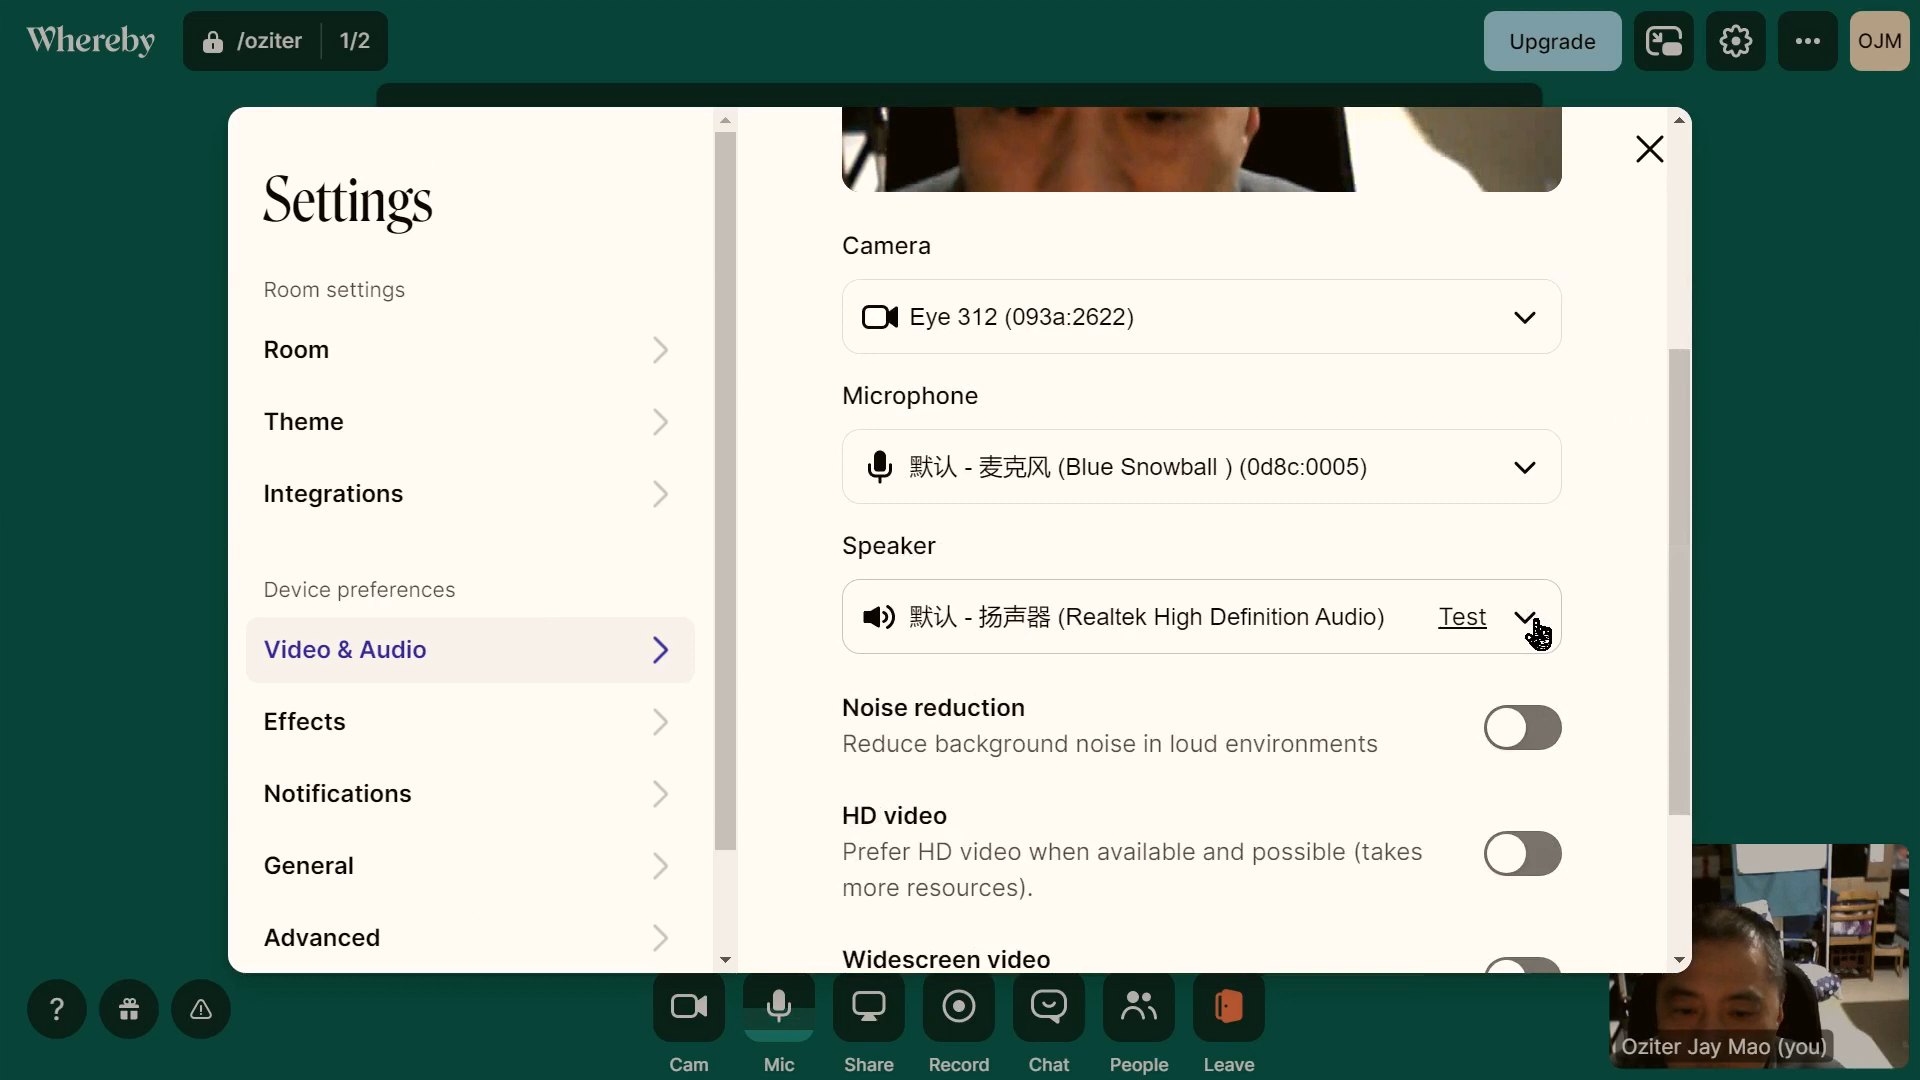 Whereby
/oziter
1/2
Upgrade
OJM
Settings
Room settings
Room
Theme
Integrations
Device preferences
Video & Audio
Effects
Notifications
General
Advanced
Camera
Eye 312 (093a:2622)
Microphone
默认 - 麦克风 (Blue Snowball ) (0d8c:0005)
Speaker
默认 - 扬声器 (Realtek High Definition Audio)
Test
Noise reduction
Reduce background noise in loud environments
HD video
Prefer HD video when available and possible (takes
more resources).
Widescreen video
?
Cam
Mic
Share
Record
Chat
People
Leave
Oziter Jay Mao (you)